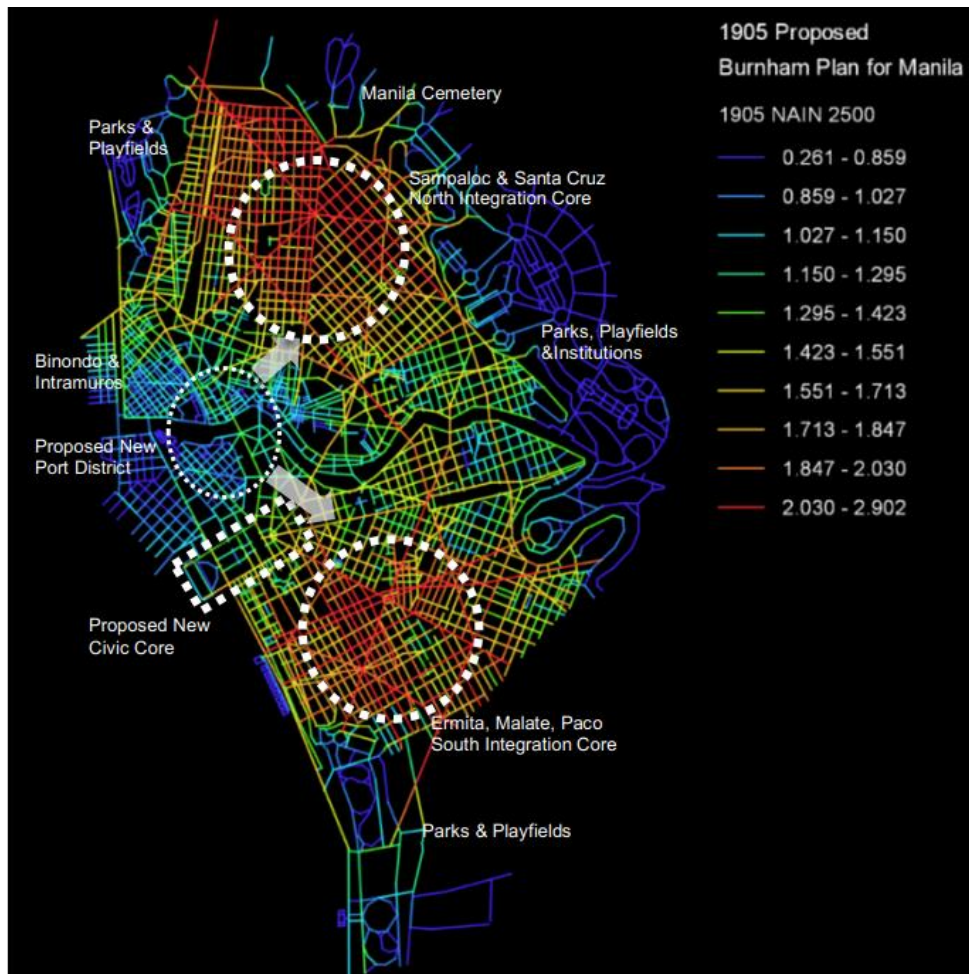 1905 Proposed
Burnham Plan for Manila
1905 NAIN 2500
0.261 - 0.859
0.859 - 1.027
1.027 - 1.150
1.150 - 1.295
1.295 - 1.423
1.423 - 1.551
1.551 - 1.713
1.713 - 1.847
1.847 - 2.030
2.030 - 2.902
Manila Cemetery
Parks &
Playfields
Sampaloc & Santa Cruz
North Integration Core
Parks, Playfields
&Institutions
Binondo &
Intramuros
Proposed New
Port District
Proposed New
Civic Core
Ermita, Malate, Paco
South Integration Core
Parks & Playfields